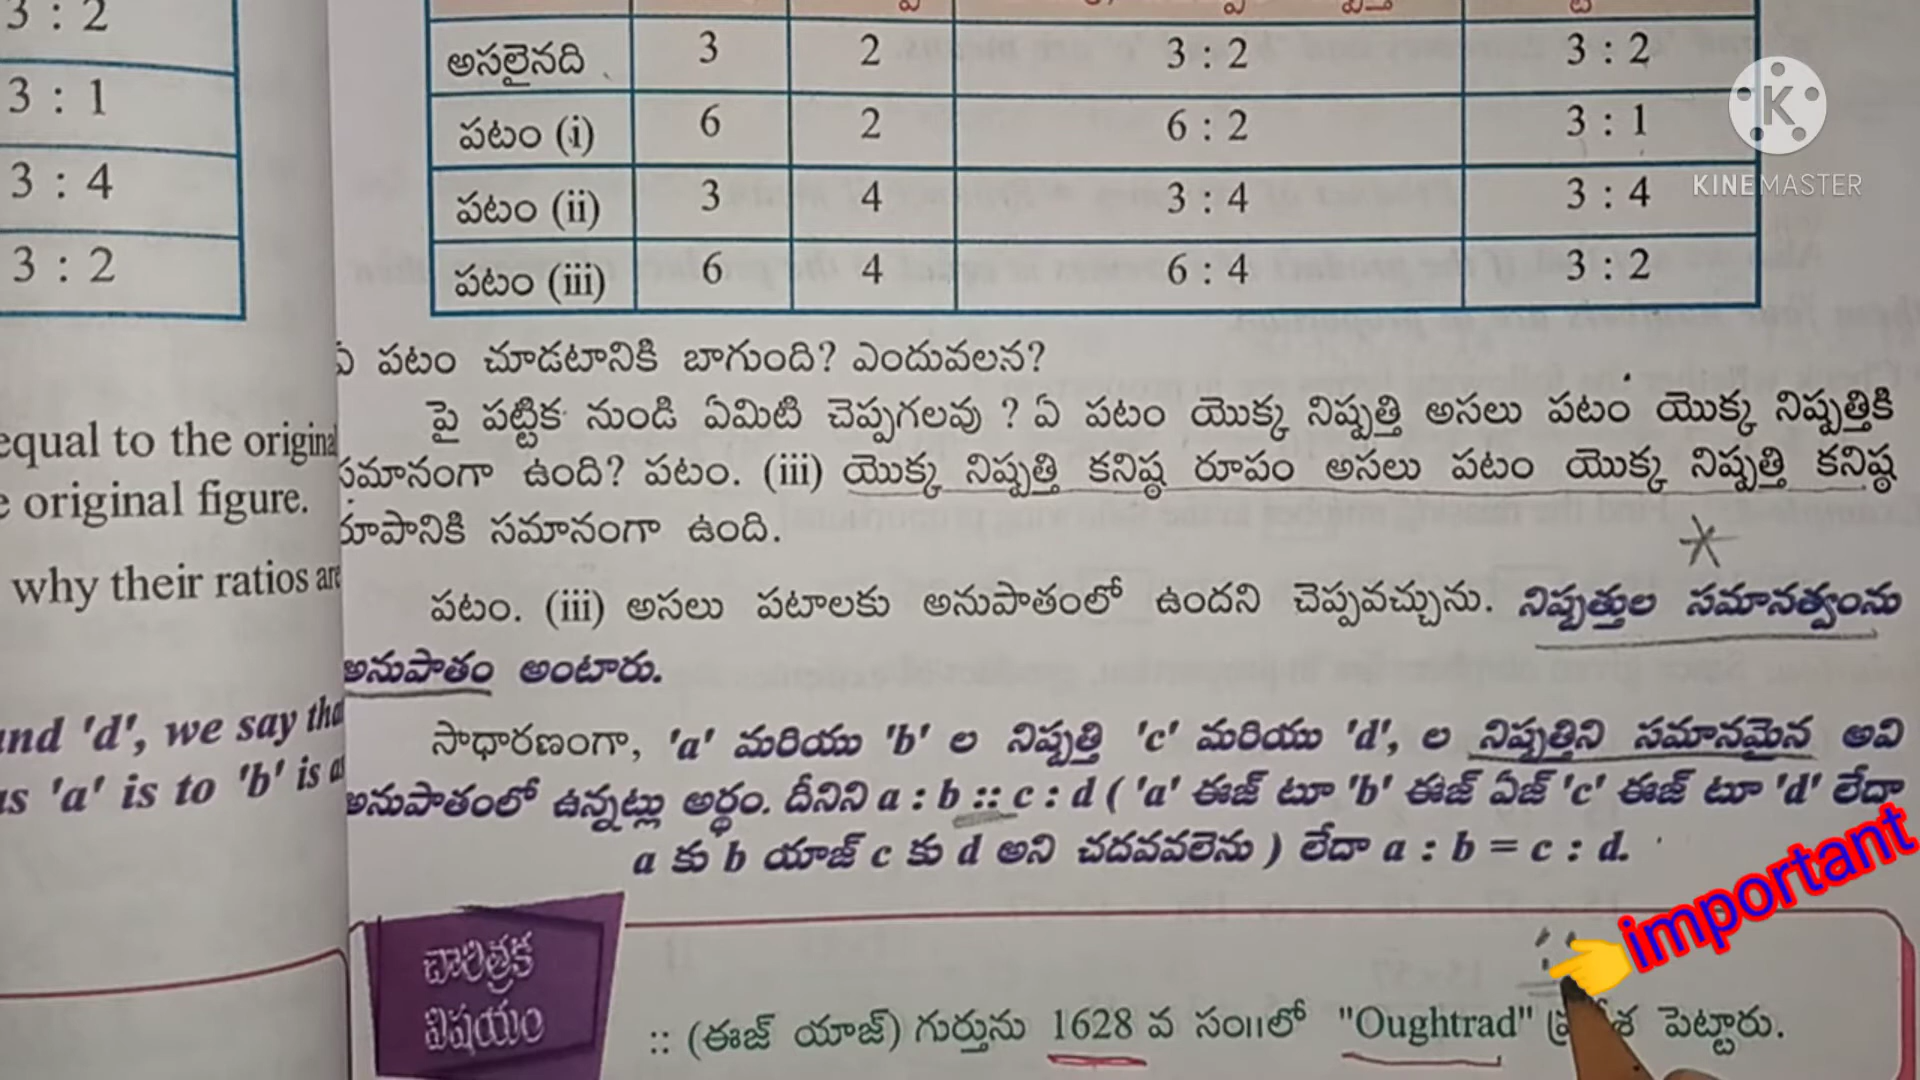 3 : 2
3 : 1
3 : 4
3 : 2
equal to the original
original figure.
why their ratios are
and 'd', we say that
as 'a' is to 'b' is as
అసలైనది 3 2 3 : 2 3 : 2
పటం (i) 6 2 6 : 2 3 : 1
పటం (ii) 3 4 3 : 4 3 : 4
పటం (iii) 6 4 6 : 4 3 : 2
ఏ పటం చూడటానికి బాగుంది? ఎందువలన?
పై పట్టిక నుండి ఏమిటి చెప్పగలవు ? ఏ పటం యొక్క నిష్పత్తి అసలు పటం యొక్క నిష్పత్తికి
సమానంగా ఉంది? పటం. (iii) యొక్క నిష్పత్తి కనిష్ఠ రూపం అసలు పటం యొక్క నిష్పత్తి కనిష్ఠ
రూపానికి సమానంగా ఉంది.
పటం. (iii) అసలు పటాలకు అనుపాతంలో ఉందని చెప్పవచ్చును. నిష్పత్తుల సమానత్వంను
అనుపాతం అంటారు.
సాధారణంగా, 'a' మరియు 'b' ల నిష్పత్తి 'c' మరియు 'd', ల నిష్పత్తిని సమానమైన అవి
అనుపాతంలో ఉన్నట్లు అర్థం. దీనిని a : b :: c : d ( 'a' ఈజ్ టూ 'b' ఈజ్ ఏజ్ 'c' ఈజ్ టూ 'd' లేదా
a కు b యాజ్ c కు d అని చదవవలెను ) లేదా a : b = c : d.
important
చారిత్రక
విషయం
:: (ఈజ్ యాజ్) గుర్తును 1628 వ సం||లో "Oughtrad" పెట్టారు.
KINEMASTER